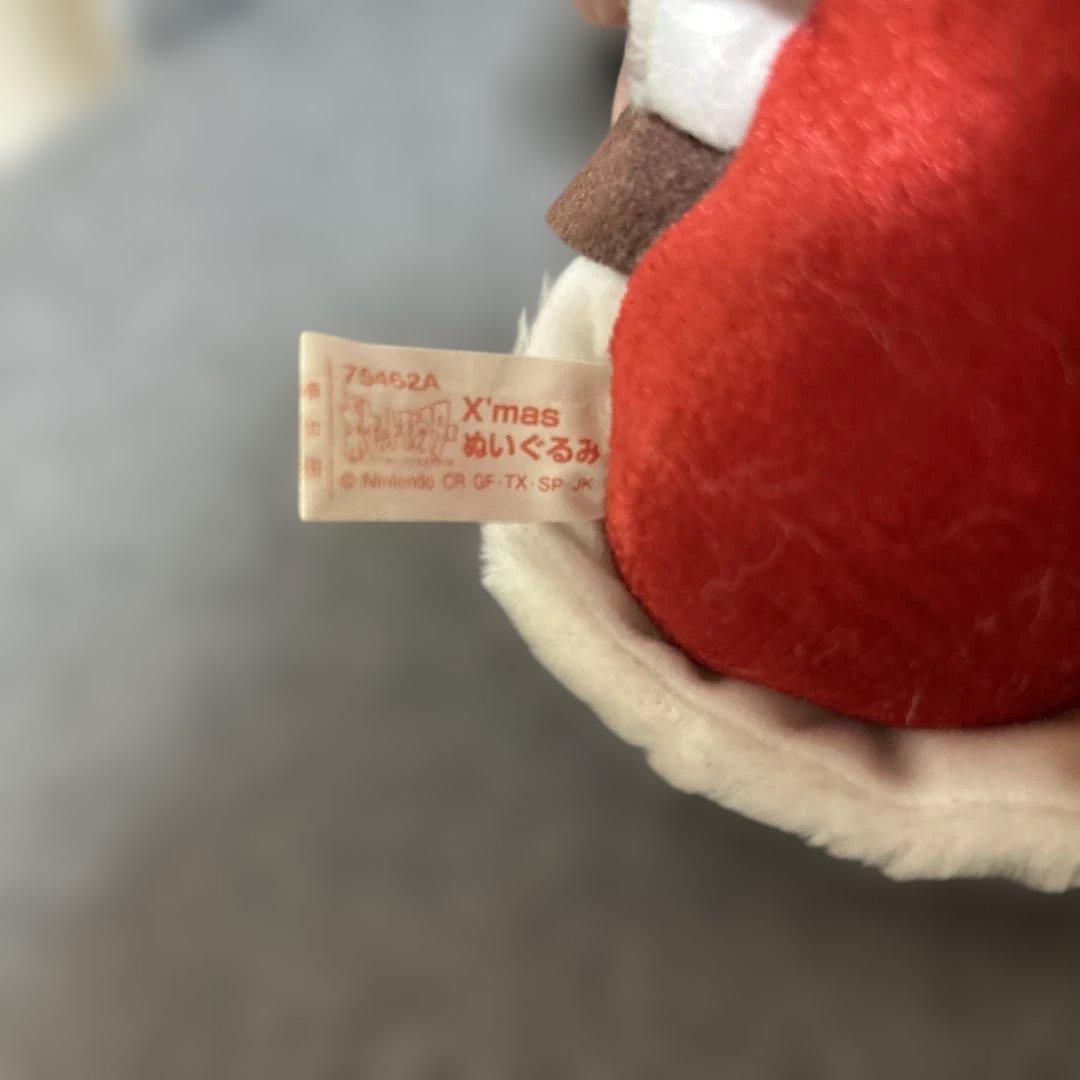 75462A
X'mas
ぬいぐるみ
© Nintendo CR·GF·TX·SP·JK